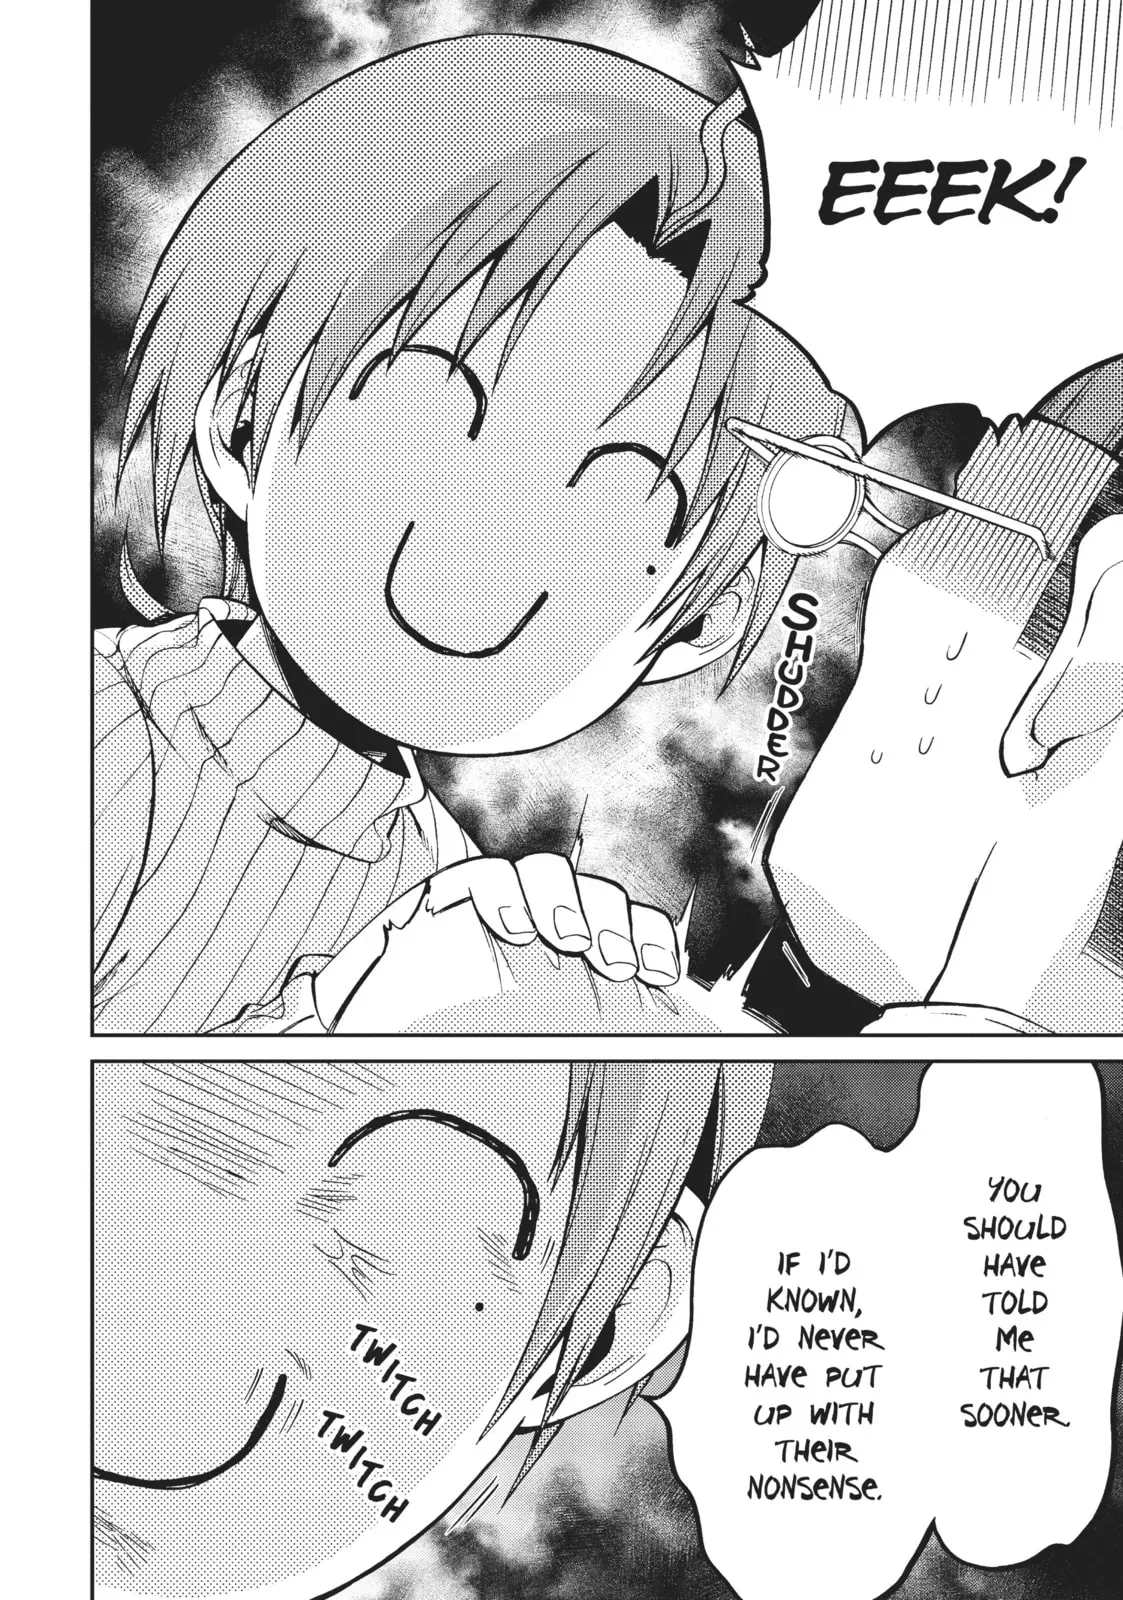 EEEK!
SHUDDER
YOU
SHOULD
HAVE
TOLD
ME
THAT
SOONER.
IF I'D
KNOWN,
I'D NEVER
HAVE PUT
UP WITH
THEIR
NONSENSE.
TWITCH
TWITCH